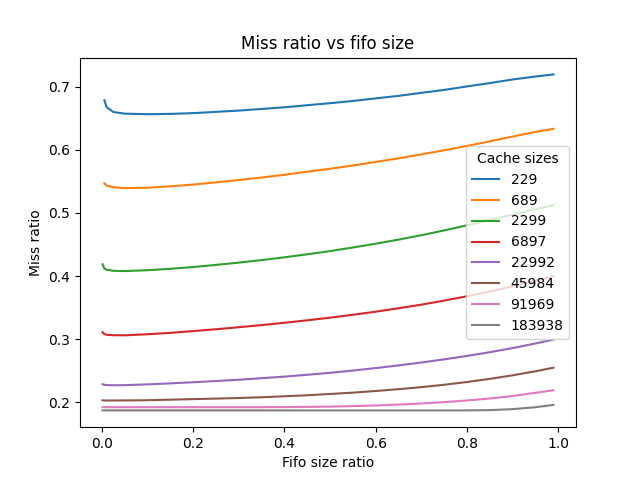 Miss ratio vs fifo size
Miss ratio
0.7
0.6
0.5
0.4
0.3
0.2
Cache sizes
229
689
2299
6897
22992
45984
91969
183938
0.0 0.2 0.4 0.6 0.8 1.0
Fifo size ratio